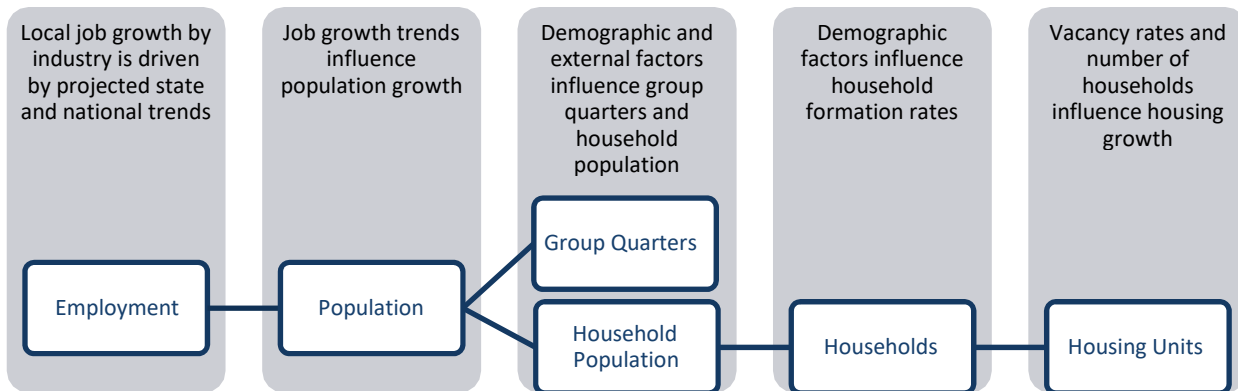 Local job growth by
industry is driven
by projected state
and national trends
Job growth trends
influence
population growth
Demographic and
external factors
influence group
quarters and
household
population
Demographic
factors influence
household
formation rates
Vacancy rates and
number of
households
influence housing
growth
Employment
Population
Group Quarters
Household
Population
Households
Housing Units